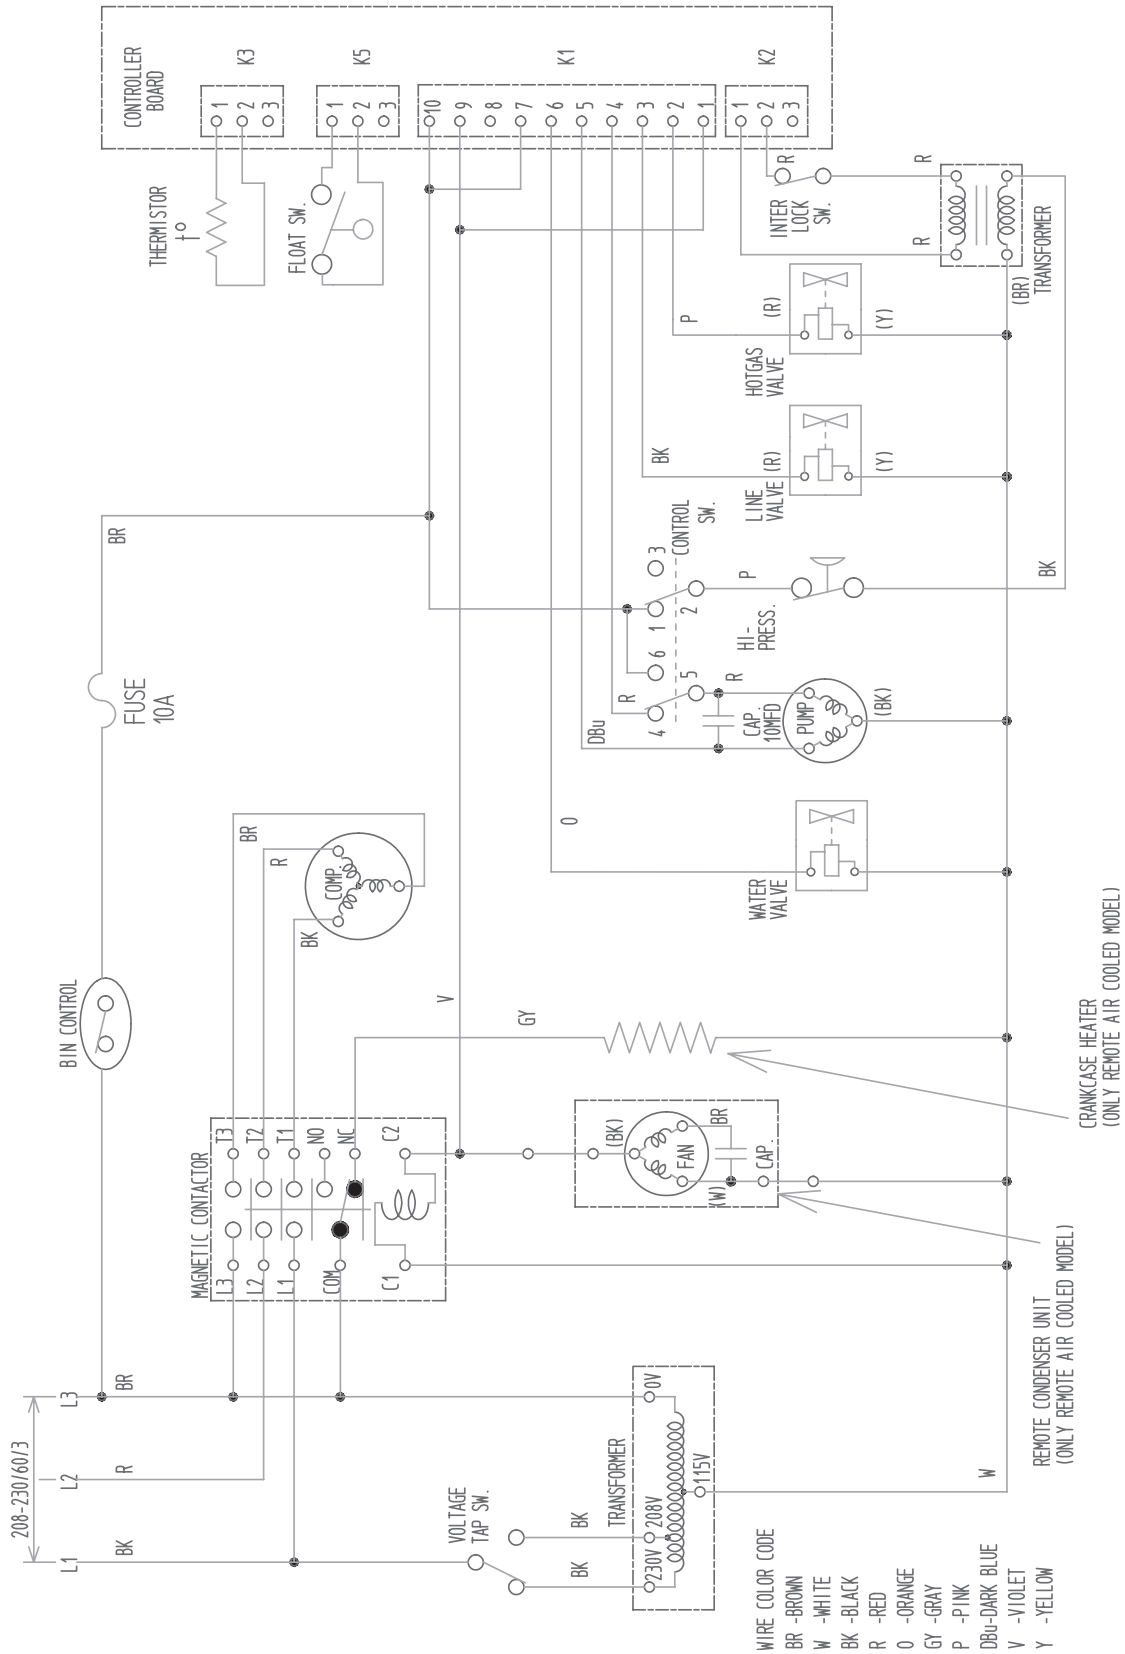 208-230/60/3
L1
L2
L3
BK
R
BR
BIN CONTROL
FUSE
10A
BR
CONTROLLER
BOARD
K3
K5
K1
K2
1
2
3
1
2
3
10
9
8
7
6
5
4
3
2
1
1
2
3
THERMISTOR
t°
FLOAT SW.
INTER
LOCK
SW.
R
R
R
TRANSFORMER
(BR)
MAGNETIC CONTACTOR
L3
L2
L1
COM
C1
T3
T2
T1
NO
NC
C2
BR
R
BK
COMP.
V
GY
DBu
R
4
5
6
1
2
3
CONTROL
SW.
BK
P
HOTGAS
VALVE
(R)
(Y)
LINE
VALVE
(R)
(Y)
HI-
PRESS.
P
BK
R
CAP.
10MFD
PUMP
(BK)
O
WATER
VALVE
(BK)
FAN
BR
(W)
CAP.
CRANKCASE HEATER
(ONLY REMOTE AIR COOLED MODEL)
REMOTE CONDENSER UNIT
(ONLY REMOTE AIR COOLED MODEL)
VOLTAGE
TAP SW.
BK
BK
TRANSFORMER
230V
208V
0V
115V
W
WIRE COLOR CODE
BR -BROWN
W -WHITE
BK -BLACK
R -RED
O -ORANGE
GY -GRAY
P -PINK
DBu-DARK BLUE
V -VIOLET
Y -YELLOW